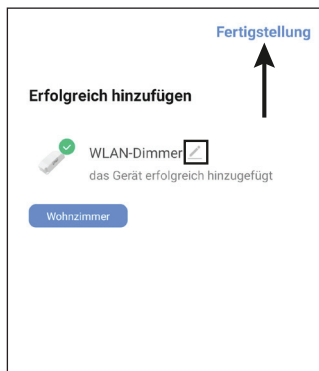 Fertigstellung
Erfolgreich hinzufügen
WLAN-Dimmer
das Gerät erfolgreich hinzugefügt
Wohnzimmer